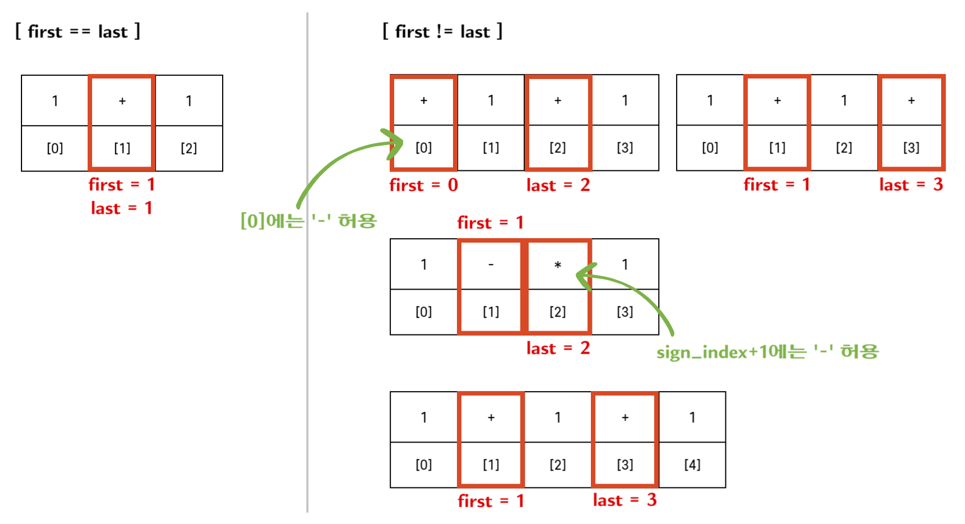 [ first == last ]
1 + 1
[0] [1] [2]
first = 1
last = 1
[ first != last ]
+ 1 + 1
[0] [1] [2] [3]
first = 0 last = 2
1 + 1 +
[0] [1] [2] [3]
first = 1 last = 3
[0]에는 '-' 허용
first = 1
1 - * 1
[0] [1] [2] [3]
last = 2
sign_index+1에는 '-' 허용
1 + 1 + 1
[0] [1] [2] [3] [4]
first = 1 last = 3